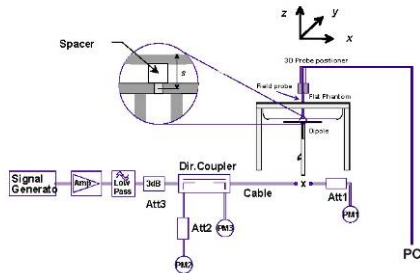 z
y
x
Spacer
s
3D Probe positioner
Field probe
Flat Phantom
Dipole
Dir.Coupler
Signal
Generato
Amp
Low
Pass
3dB
Att3
Cable
x
Att1
PM1
Att2
PM3
PM2
PC